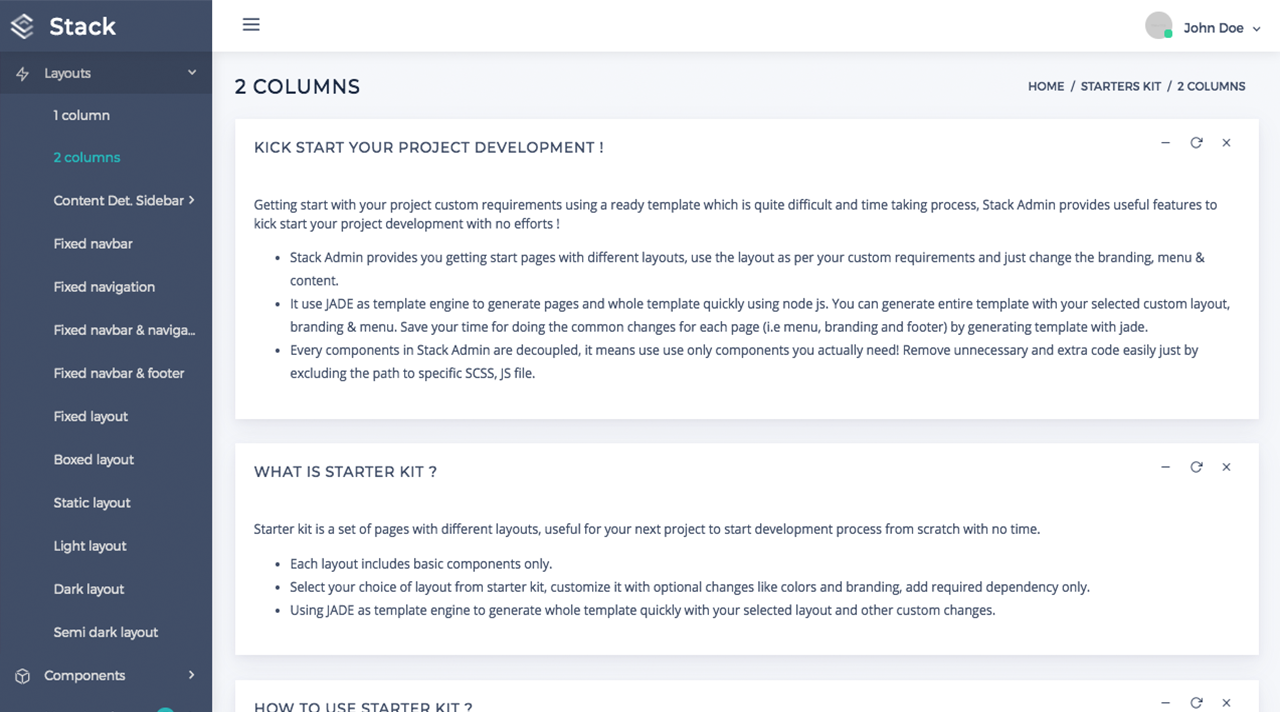 Stack
John Doe
Layouts
1 column
2 columns
Content Det. Sidebar
Fixed navbar
Fixed navigation
Fixed navbar & naviga...
Fixed navbar & footer
Fixed layout
Boxed layout
Static layout
Light layout
Dark layout
Semi dark layout
Components
2 COLUMNS
HOME / STARTERS KIT / 2 COLUMNS
KICK START YOUR PROJECT DEVELOPMENT !
Getting start with your project custom requirements using a ready template which is quite difficult and time taking process, Stack Admin provides useful features to
kick start your project development with no efforts !
• Stack Admin provides you getting start pages with different layouts, use the layout as per your custom requirements and just change the branding, menu &
content.
• It use JADE as template engine to generate pages and whole template quickly using node js. You can generate entire template with your selected custom layout,
branding & menu. Save your time for doing the common changes for each page (i.e menu, branding and footer) by generating template with jade.
• Every components in Stack Admin are decoupled, it means use use only components you actually need! Remove unnecessary and extra code easily just by
excluding the path to specific SCSS, JS file.
WHAT IS STARTER KIT ?
Starter kit is a set of pages with different layouts, useful for your next project to start development process from scratch with no time.
• Each layout includes basic components only.
• Select your choice of layout from starter kit, customize it with optional changes like colors and branding, add required dependency only.
• Using JADE as template engine to generate whole template quickly with your selected layout and other custom changes.
HOW TO USE STARTER KIT ?